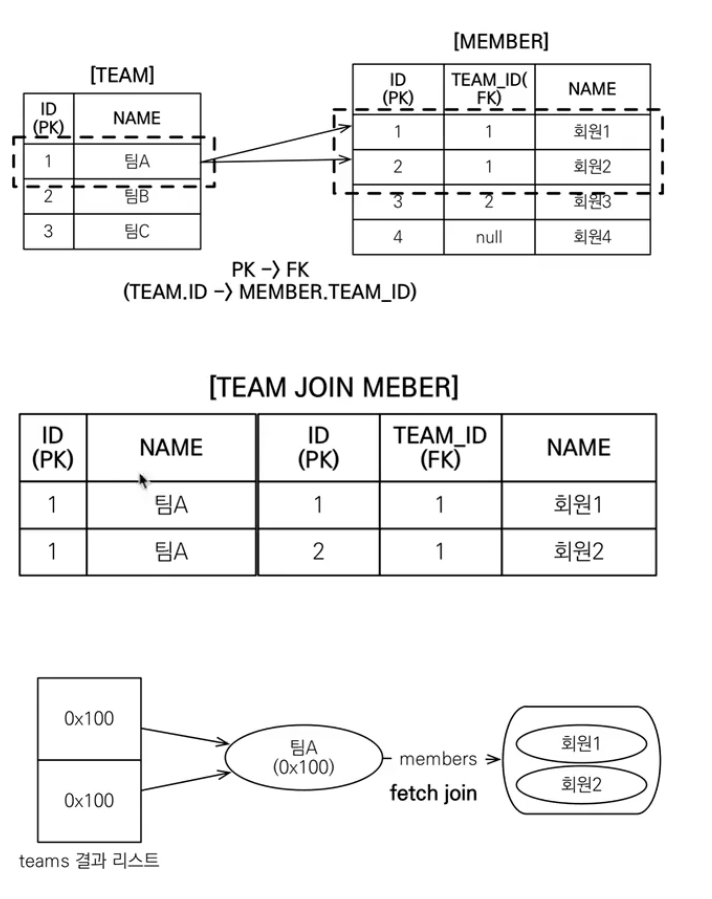 [MEMBER]
[TEAM]
ID
(PK)
NAME
1
팀A
2
팀B
3
팀C
ID
(PK)
TEAM_ID(
FK)
NAME
1
1
회원1
2
1
회원2
3
2
회원3
4
null
회원4
PK -> FK
(TEAM.ID -> MEMBER.TEAM_ID)
[TEAM JOIN MEBER]
ID
(PK)
NAME
ID
(PK)
TEAM_ID
(FK)
NAME
1
팀A
1
1
회원1
1
팀A
2
1
회원2
0x100
0x100
teams 결과 리스트
팀A
(0x100)
members
fetch join
회원1
회원2